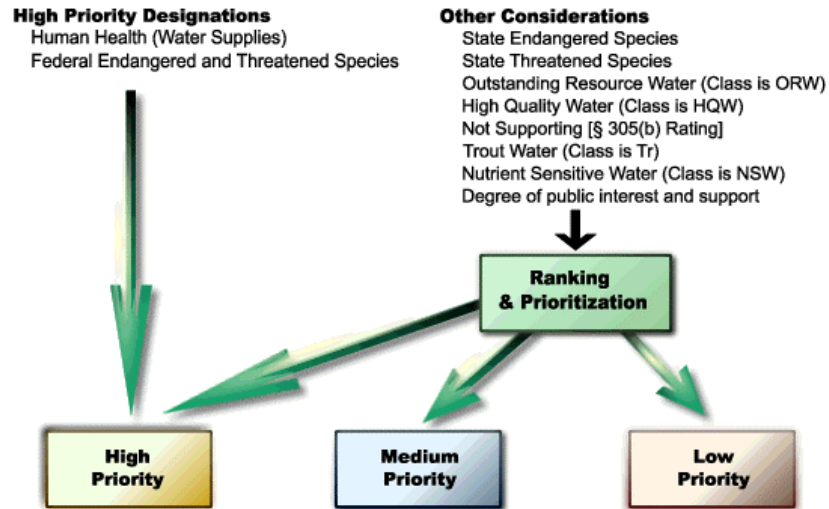 High Priority Designations
Human Health (Water Supplies)
Federal Endangered and Threatened Species
Other Considerations
State Endangered Species
State Threatened Species
Outstanding Resource Water (Class is ORW)
High Quality Water (Class is HQW)
Not Supporting [§ 305(b) Rating]
Trout Water (Class is Tr)
Nutrient Sensitive Water (Class is NSW)
Degree of public interest and support
Ranking
& Prioritization
High
Priority
Medium
Priority
Low
Priority